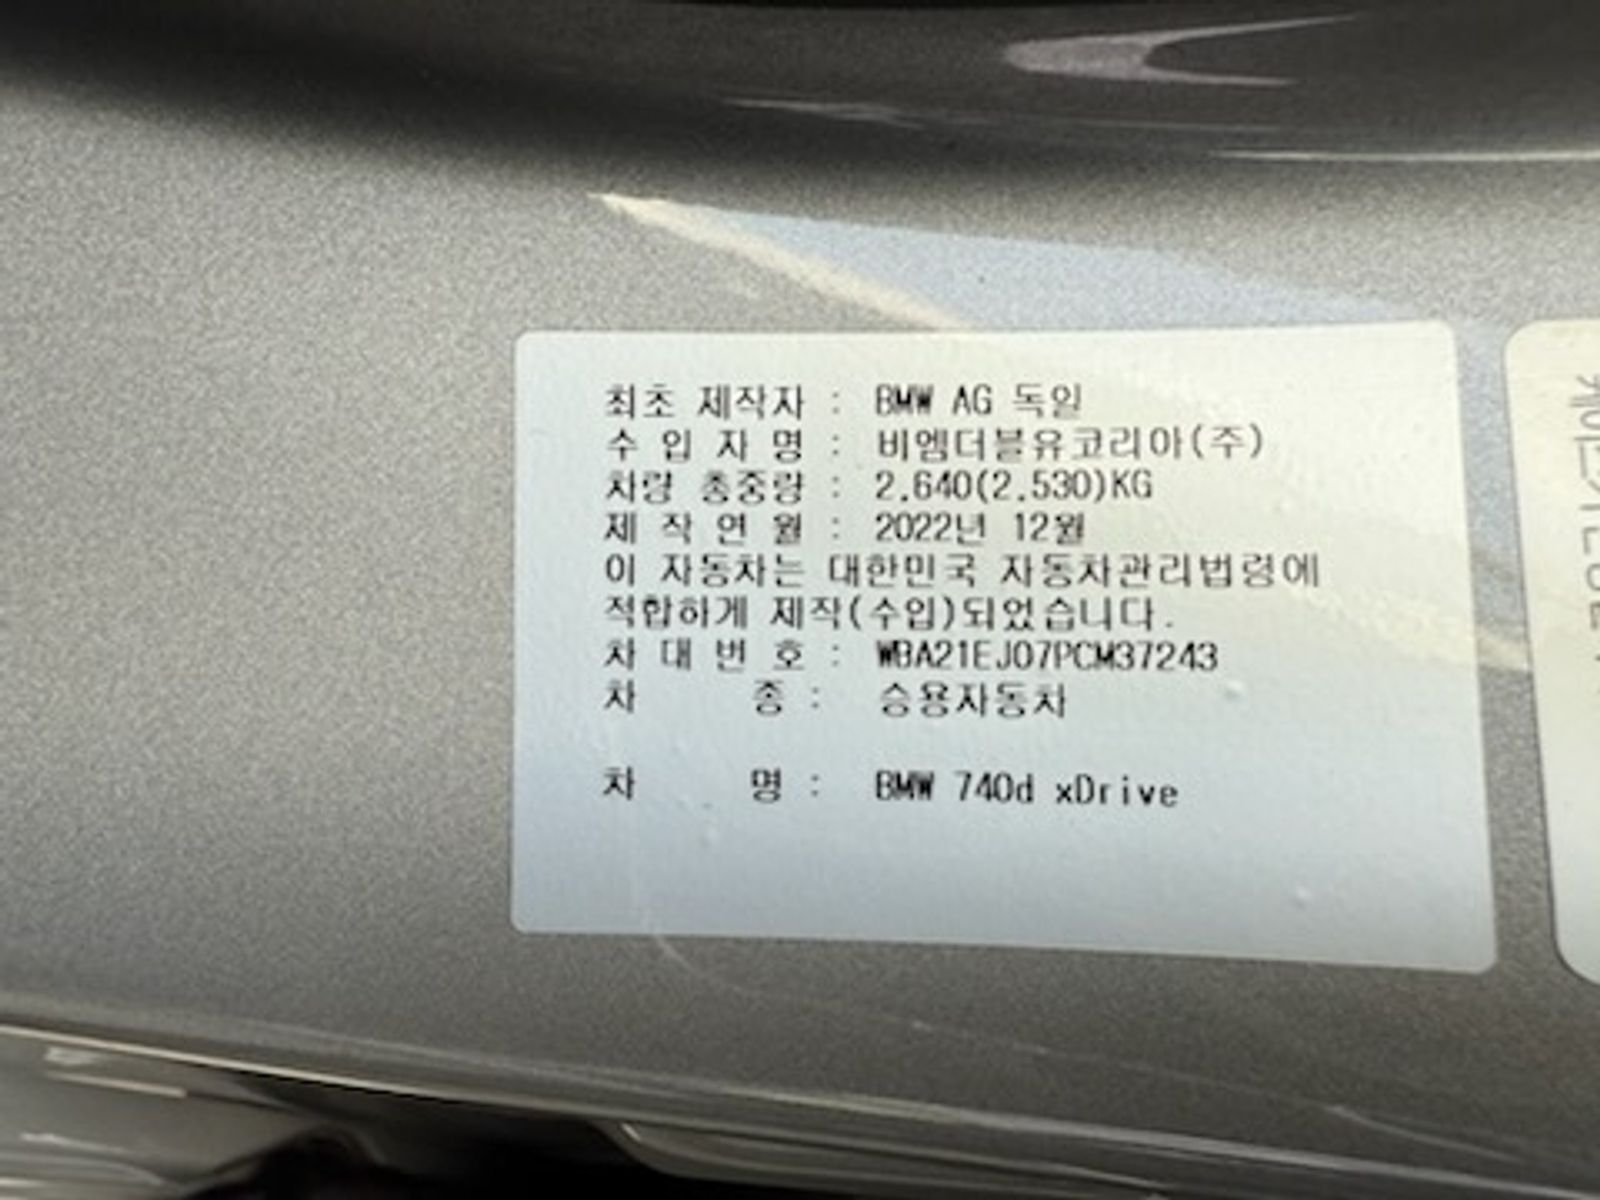 최초 제작자 : BMW AG 독일
수 입 자 명 : 비엠더블유코리아(주)
차량 총중량 : 2.640(2.530)KG
제 작 연 월 : 2022년 12월
이 자동차는 대한민국 자동차관리법령에
적합하게 제작(수입)되었습니다.
차 대 번 호 : WBA21EJ07PCM37243
차 종 : 승용자동차
차 명 : BMW 740d xDrive